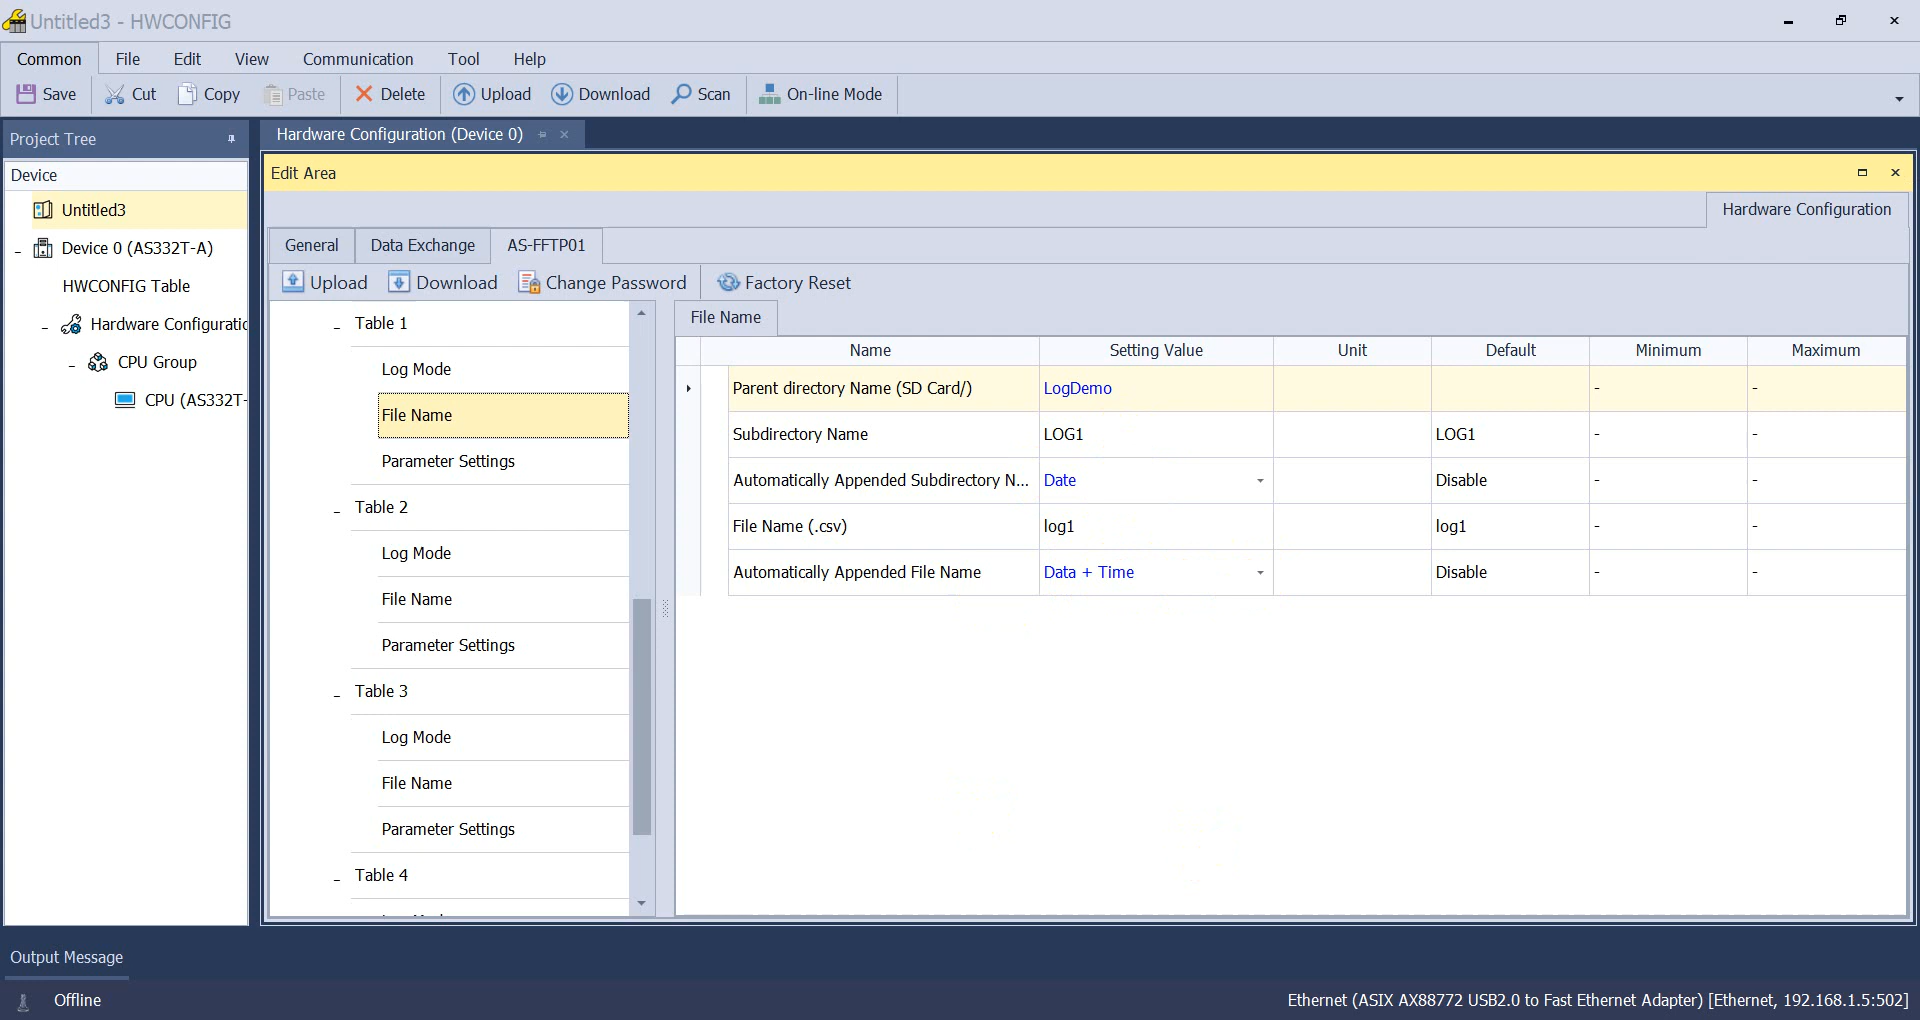 Untitled3 - HWCONFIG
Common File Edit View Communication Tool Help
Save Cut Copy Paste Delete Upload Download Scan On-line Mode
Project Tree
Hardware Configuration (Device 0)
Device
Edit Area
Untitled3
Hardware Configuration
Device 0 (AS332T-A)
General Data Exchange AS-FFTP01
HWCONFIG Table
Upload Download Change Password Factory Reset
Hardware Configuratio
CPU Group
CPU (AS332T-
Table 1
Log Mode
File Name
Parameter Settings
Table 2
Log Mode
File Name
Parameter Settings
Table 3
Log Mode
File Name
Parameter Settings
Table 4
File Name
Name Setting Value Unit Default Minimum Maximum
Parent directory Name (SD Card/) LogDemo - -
Subdirectory Name LOG1 LOG1 - -
Automatically Appended Subdirectory N... Date Disable - -
File Name (.csv) log1 log1 - -
Automatically Appended File Name Data + Time Disable - -
Output Message
Offline
Ethernet (ASIX AX88772 USB2.0 to Fast Ethernet Adapter) [Ethernet, 192.168.1.5:502]